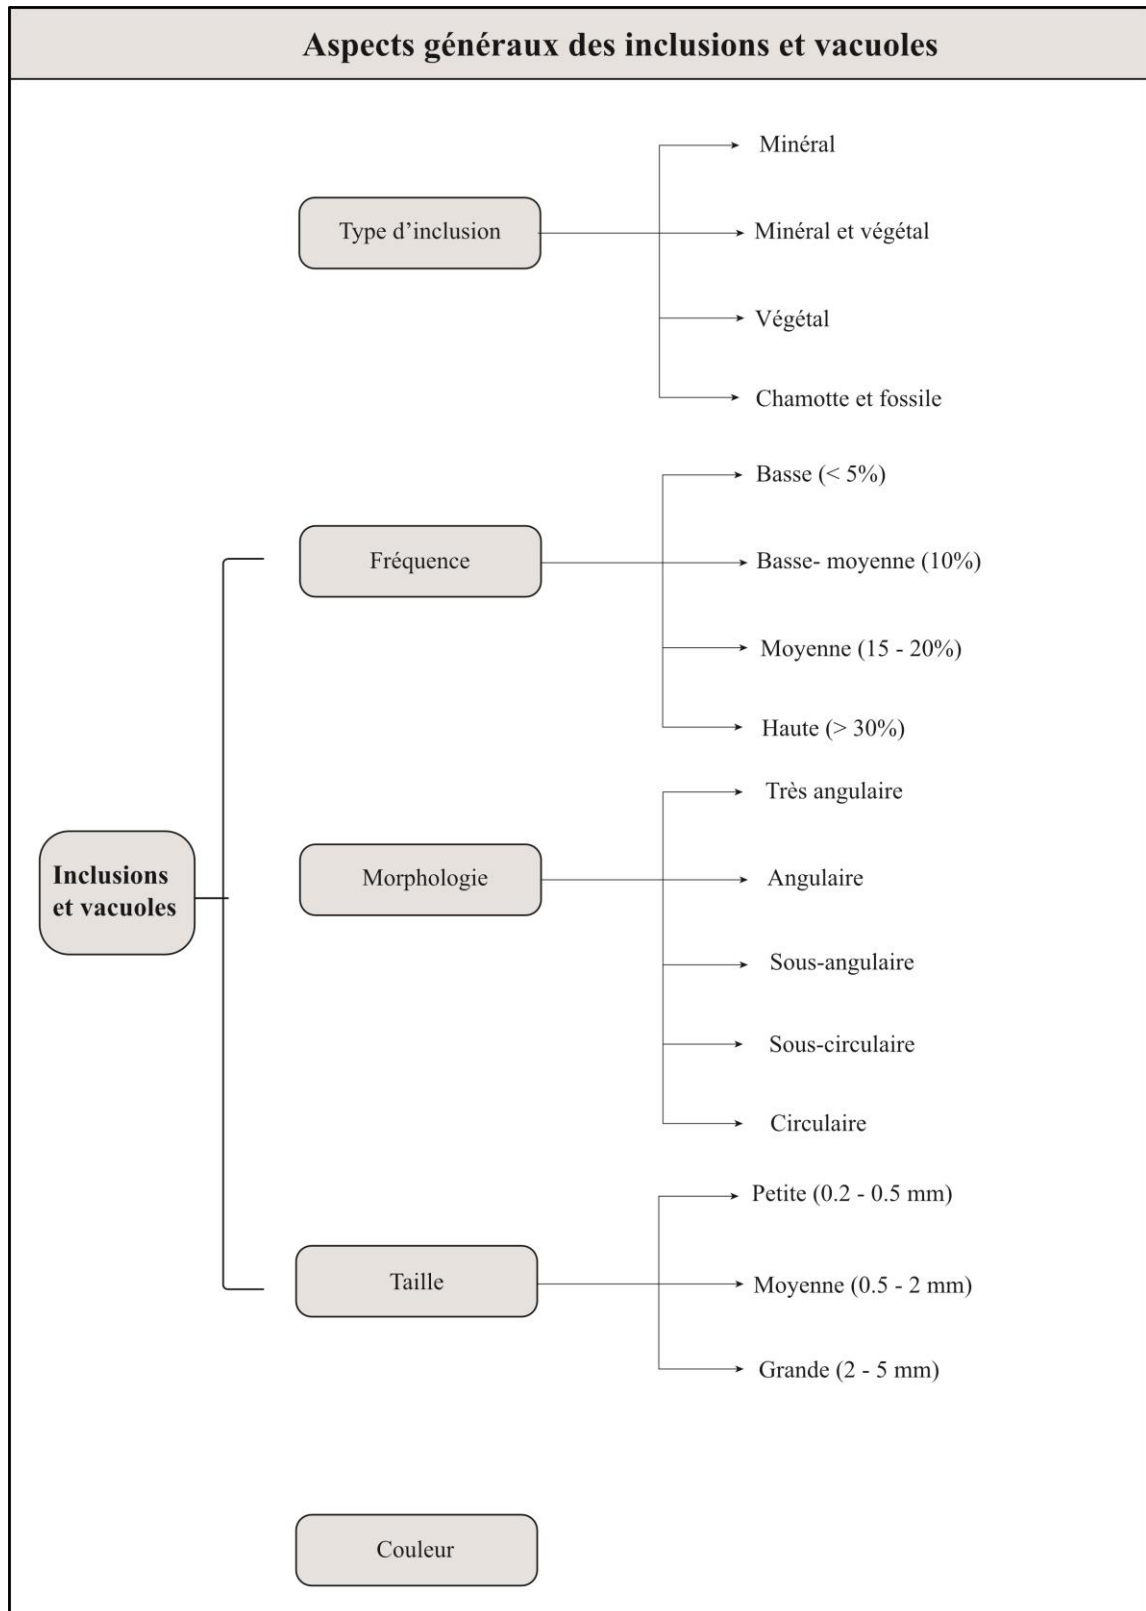 Aspects généraux des inclusions et vacuoles
Minéral
Type d’inclusion
Minéral et végétal
Végétal
Chamotte et fossile
Basse (< 5%)
Fréquence
Basse- moyenne (10%)
Moyenne (15 - 20%)
Haute (> 30%)
Très angulaire
Inclusions
et vacuoles
Morphologie
Angulaire
Sous-angulaire
Sous-circulaire
Circulaire
Petite (0.2 - 0.5 mm)
Taille
Moyenne (0.5 - 2 mm)
Grande (2 - 5 mm)
Couleur